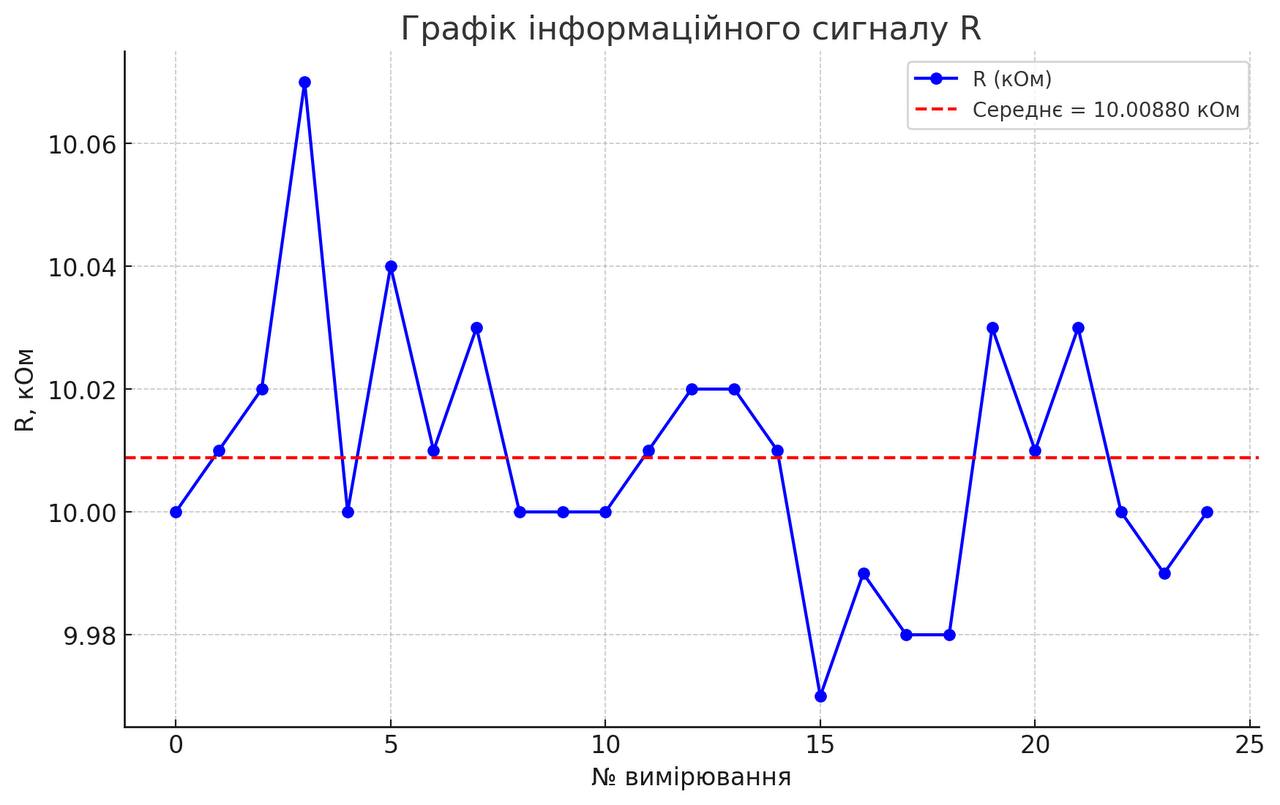 Графік інформаційного сигналу R
R (кОм)
Середнє = 10.00880 кОм
R, кОм
10.06
10.04
10.02
10.00
9.98
0 5 10 15 20 25
№ вимірювання